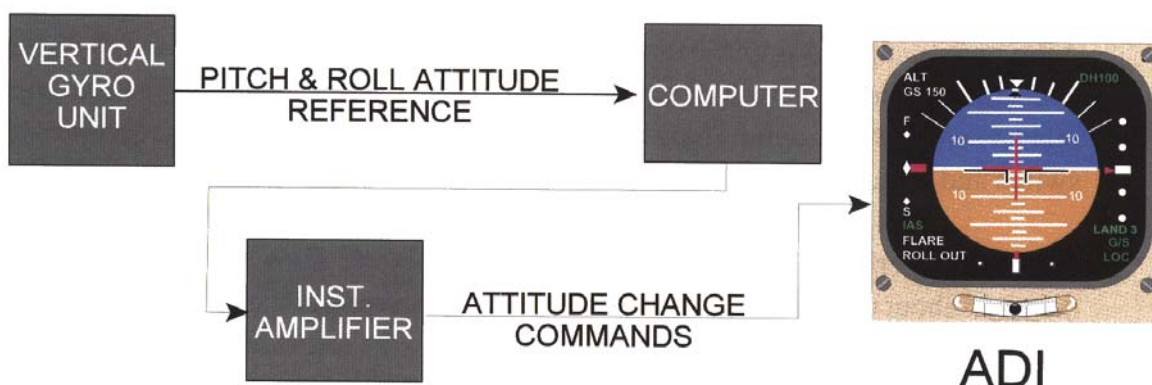 VERTICAL
GYRO
UNIT
PITCH & ROLL ATTITUDE
REFERENCE
COMPUTER
INST.
AMPLIFIER
ATTITUDE CHANGE
COMMANDS
ALT
GS 150
DH100
F
10
10
10
10
S
IAS
FLARE
ROLL OUT
LAND 3
G/S
LOC
ADI